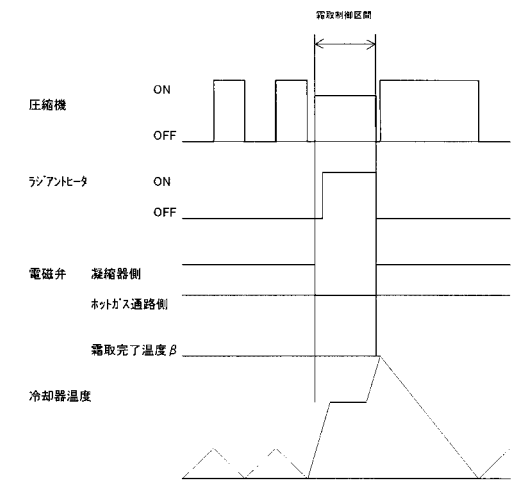 霜取制御区間
圧縮機 ON
OFF
ラジアントヒータ ON
OFF
電磁弁 凝縮器側
ホットガス通路側
霜取完了温度β
冷却器温度